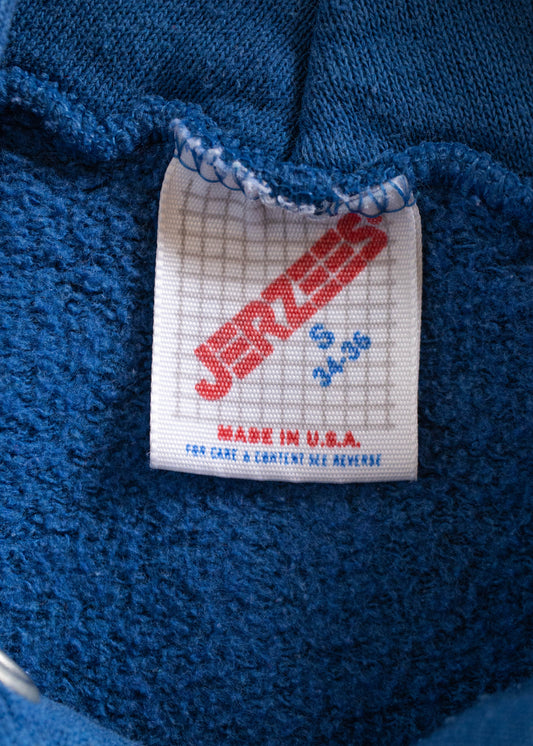 JERZEES
S
34-36
MADE IN U.S.A.
FOR CARE & CONTENT SEE REVERSE